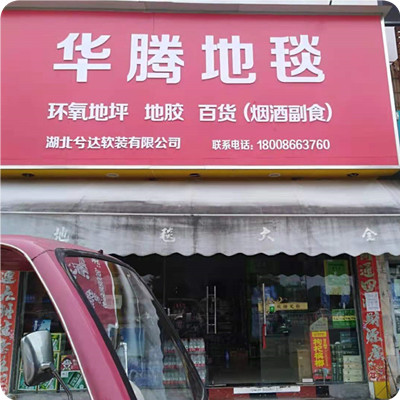 华腾地毯
环氧地坪 地胶 百货(烟酒副食)
湖北兮达软装有限公司 联系电话:18008663760
地毯大全